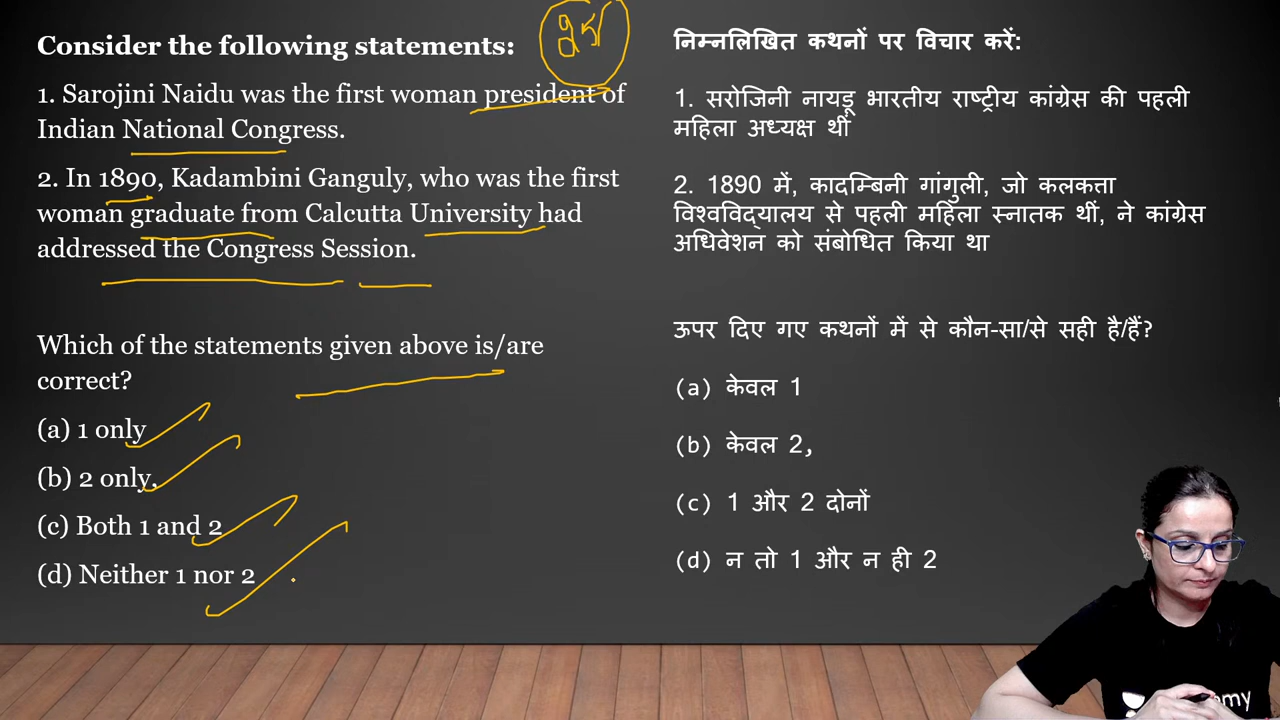 Consider the following statements:
1. Sarojini Naidu was the first woman president of
Indian National Congress.
2. In 1890, Kadambini Ganguly, who was the first
woman graduate from Calcutta University had
addressed the Congress Session.
Which of the statements given above is/are
correct?
(a) 1 only
(b) 2 only,
(c) Both 1 and 2
(d) Neither 1 nor 2
निम्नलिखित कथनों पर विचार करें:
1. सरोजिनी नायडू भारतीय राष्ट्रीय कांग्रेस की पहली
महिला अध्यक्ष थीं
2. 1890 में, कादम्बिनी गांगुली, जो कलकत्ता
विश्वविद्यालय से पहली महिला स्नातक थीं, ने कांग्रेस
अधिवेशन को संबोधित किया था
ऊपर दिए गए कथनों में से कौन-सा/से सही है/हैं?
(a) केवल 1
(b) केवल 2,
(c) 1 और 2 दोनों
(d) न तो 1 और न ही 2